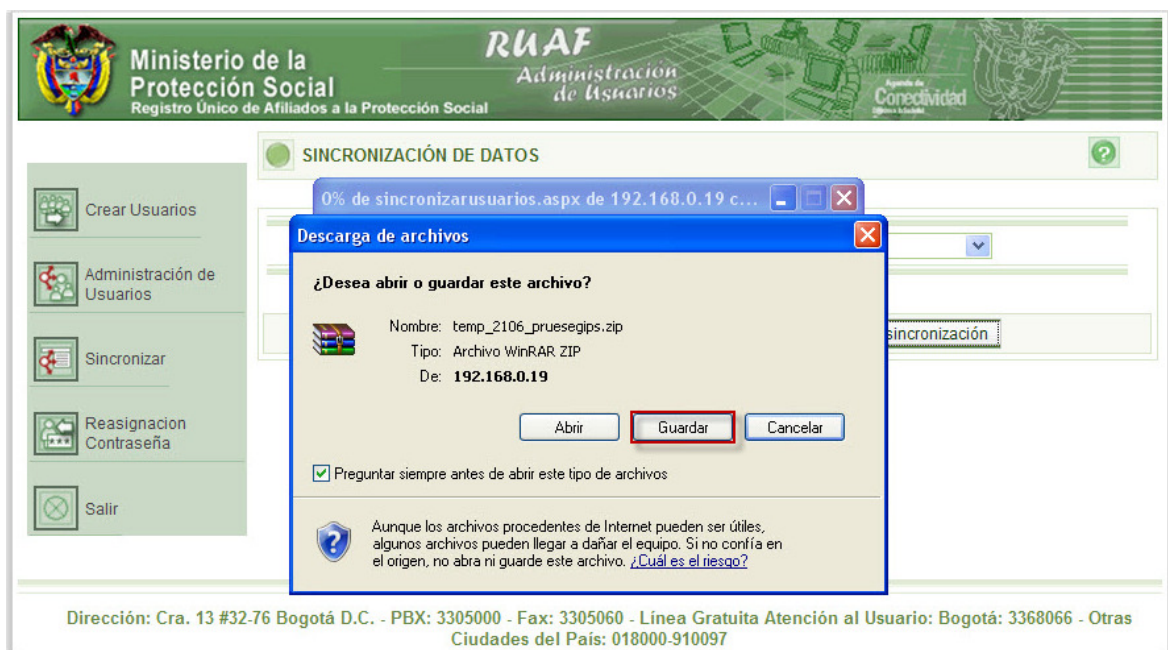 Ministerio de la
Protección Social
Registro Único de Afiliados a la Protección Social
RUAF
Administración
de Usuarios
Agenda de
Conectividad
SINCRONIZACIÓN DE DATOS
Crear Usuarios
Administración de
Usuarios
Sincronizar
Reasignacion
Contraseña
Salir
0% de sincronizarusuarios.aspx de 192.168.0.19 c...
Descarga de archivos
¿Desea abrir o guardar este archivo?
Nombre: temp_2106_pruesegips.zip
Tipo: Archivo WinRAR ZIP
De: 192.168.0.19
sincronización
Abrir Guardar Cancelar
Preguntar siempre antes de abrir este tipo de archivos
Aunque los archivos procedentes de Internet pueden ser útiles,
algunos archivos pueden llegar a dañar el equipo. Si no confía en
el origen, no abra ni guarde este archivo. ¿Cuál es el riesgo?
Dirección: Cra. 13 #32-76 Bogotá D.C. - PBX: 3305000 - Fax: 3305060 - Línea Gratuita Atención al Usuario: Bogotá: 3368066 - Otras
Ciudades del País: 018000-910097